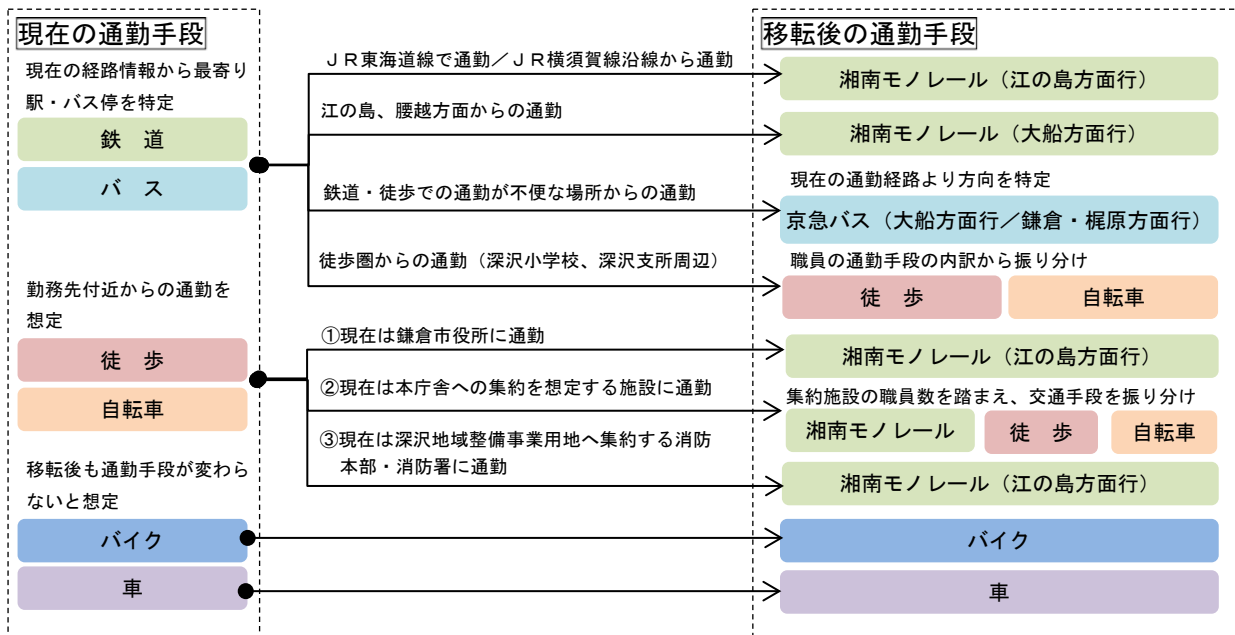 現在の通勤手段
現在の経路情報から最寄り
駅・バス停を特定
鉄　道
バ　ス
勤務先付近からの通勤を
想定
徒　歩
自転車
移転後も通勤手段が変わら
ないと想定
バイク
車
ＪＲ東海道線で通勤／ＪＲ横須賀線沿線から通勤
江の島、腰越方面からの通勤
鉄道・徒歩での通勤が不便な場所からの通勤
徒歩圏からの通勤（深沢小学校、深沢支所周辺）
①現在は鎌倉市役所に通勤
②現在は本庁舎への集約を想定する施設に通勤
③現在は深沢地域整備事業用地へ集約する消防
本部・消防署に通勤
移転後の通勤手段
湘南モノレール（江の島方面行）
湘南モノレール（大船方面行）
現在の通勤経路より方向を特定
京急バス（大船方面行／鎌倉・梶原方面行）
職員の通勤手段の内訳から振り分け
徒　歩
自転車
湘南モノレール（江の島方面行）
集約施設の職員数を踏まえ、交通手段を振り分け
湘南モノレール
徒　歩
自転車
湘南モノレール（江の島方面行）
バイク
車